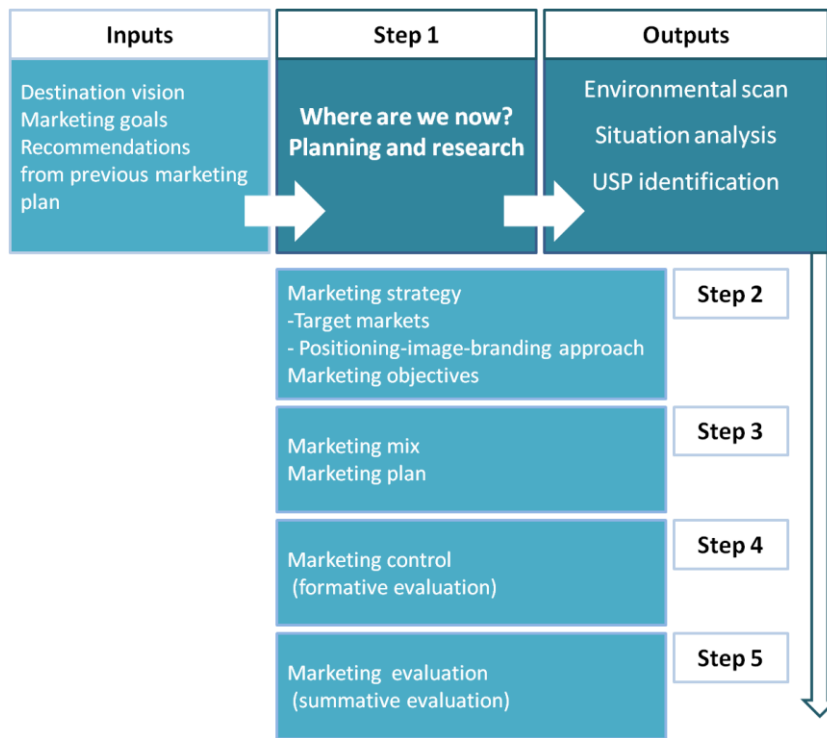 Inputs
Step 1
Outputs
Destination vision
Marketing goals
Recommendations
from previous marketing
plan
Where are we now?
Planning and research
Environmental scan
Situation analysis
USP identification
Marketing strategy
-Target markets
- Positioning-image-branding approach
Marketing objectives
Step 2
Marketing mix
Marketing plan
Step 3
Marketing control
(formative evaluation)
Step 4
Marketing evaluation
(summative evaluation)
Step 5